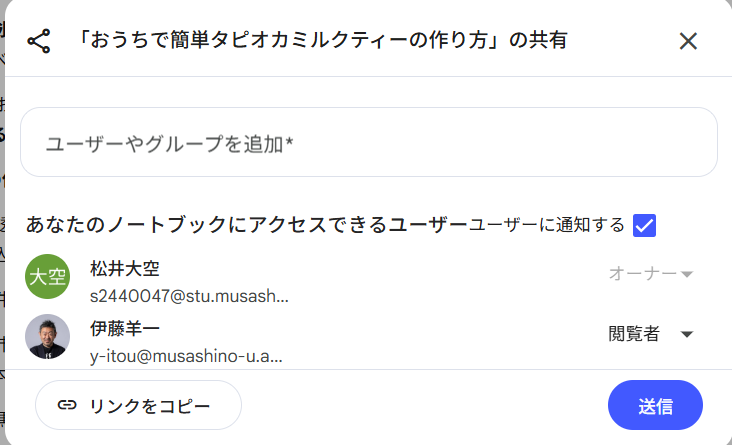 「おうちで簡単タピオカミルクティーの作り方」の共有
ユーザーやグループを追加*
あなたのノートブックにアクセスできるユーザー ユーザーに通知する
大空
松井大空
オーナー
s2440047@stu.musash...
伊藤羊一
閲覧者
y-itou@musashino-u.a...
リンクをコピー
送信